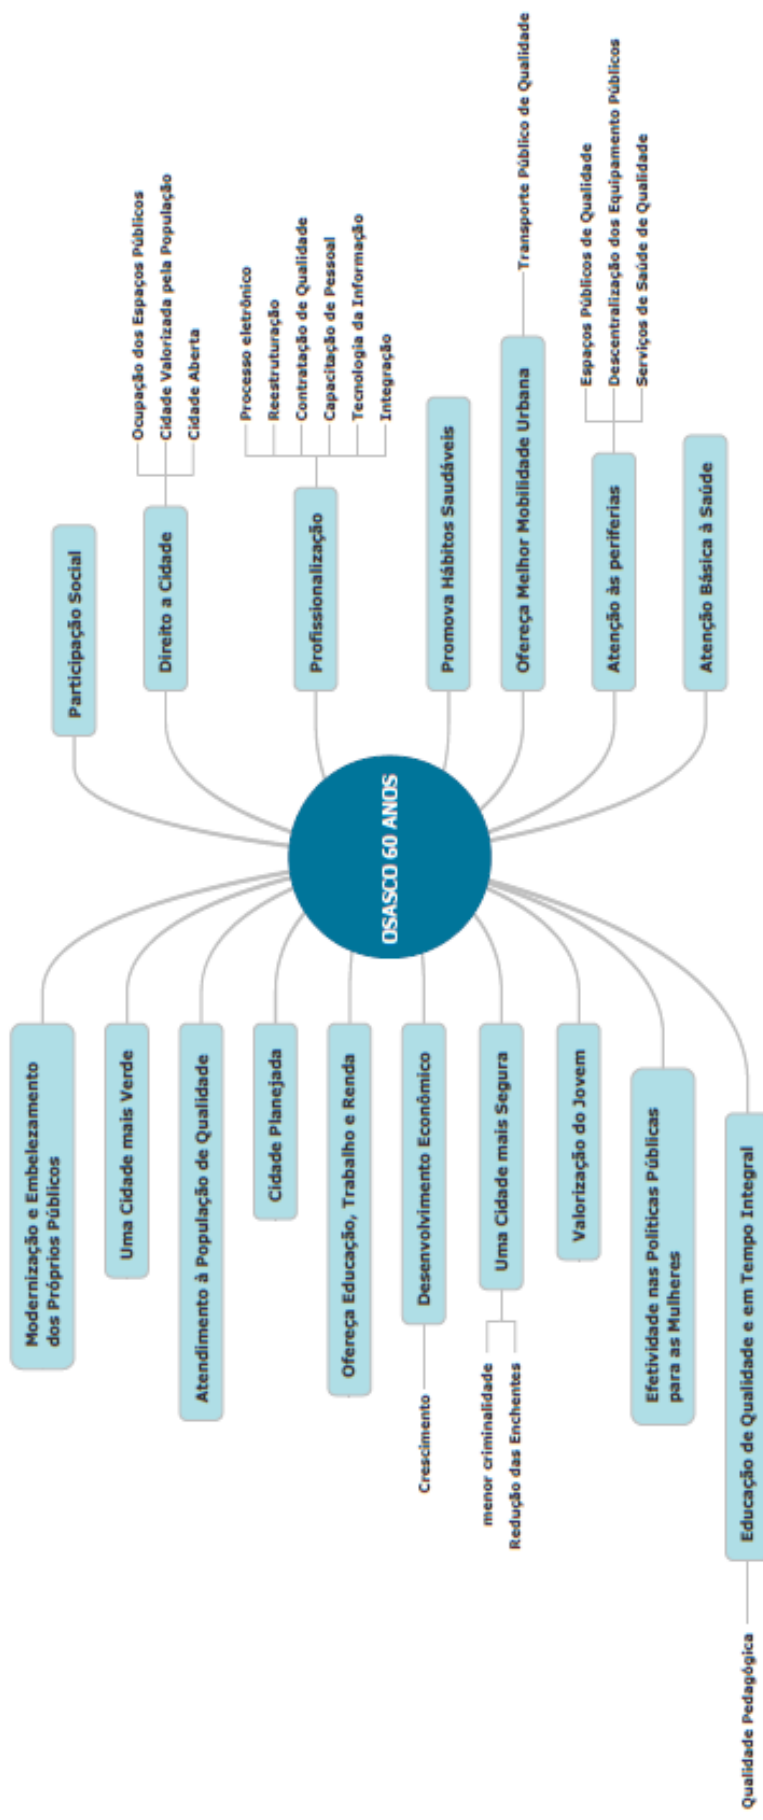 OSASCO 60 ANOS
Participação Social
Direito a Cidade
Ocupação dos Espaços Públicos
Cidade Valorizada pela População
Cidade Aberta
Profissionalização
Processo eletrônico
Reestruturação
Contratação de Qualidade
Capacitação de Pessoal
Tecnologia da Informação
Integração
Promova Hábitos Saudáveis
Ofereça Melhor Mobilidade Urbana
Transporte Público de Qualidade
Atenção às periferias
Espaços Públicos de Qualidade
Descentralização dos Equipamento Públicos
Serviços de Saúde de Qualidade
Atenção Básica à Saúde
Modernização e Embelezamento
dos Próprios Públicos
Uma Cidade mais Verde
Atendimento à População de Qualidade
Cidade Planejada
Ofereça Educação, Trabalho e Renda
Desenvolvimento Econômico
Crescimento
Uma Cidade mais Segura
menor criminalidade
Redução das Enchentes
Valorização do Jovem
Efetividade nas Políticas Públicas
para as Mulheres
Educação de Qualidade e em Tempo Integral
Qualidade Pedagógica